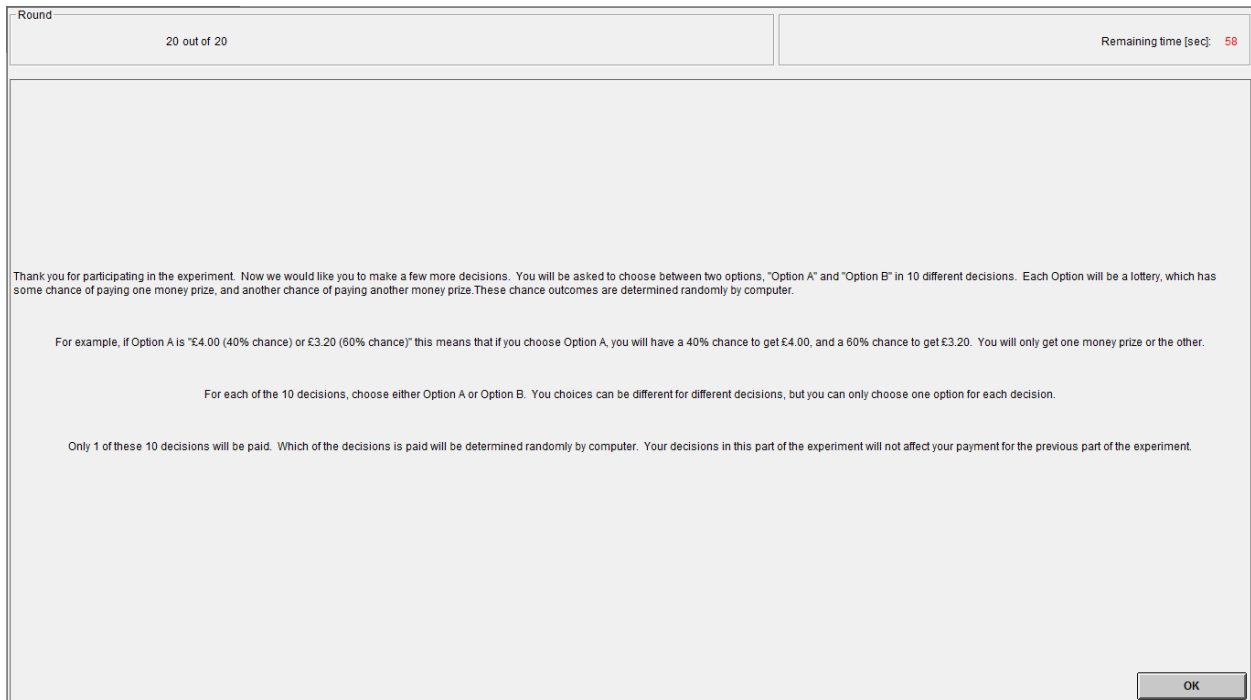 Round
20 out of 20
Remaining time [sec]: 58
Thank you for participating in the experiment. Now we would like you to make a few more decisions. You will be asked to choose between two options, "Option A" and "Option B" in 10 different decisions. Each Option will be a lottery, which has
some chance of paying one money prize, and another chance of paying another money prize.These chance outcomes are determined randomly by computer.
For example, if Option A is "£4.00 (40% chance) or £3.20 (60% chance)" this means that if you choose Option A, you will have a 40% chance to get £4.00, and a 60% chance to get £3.20. You will only get one money prize or the other.
For each of the 10 decisions, choose either Option A or Option B. You choices can be different for different decisions, but you can only choose one option for each decision.
Only 1 of these 10 decisions will be paid. Which of the decisions is paid will be determined randomly by computer. Your decisions in this part of the experiment will not affect your payment for the previous part of the experiment.
OK